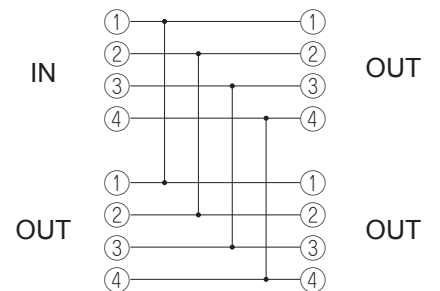 IN
① ①
② ②
③ ③
④ ④
OUT
OUT
① ①
② ②
③ ③
④ ④
OUT